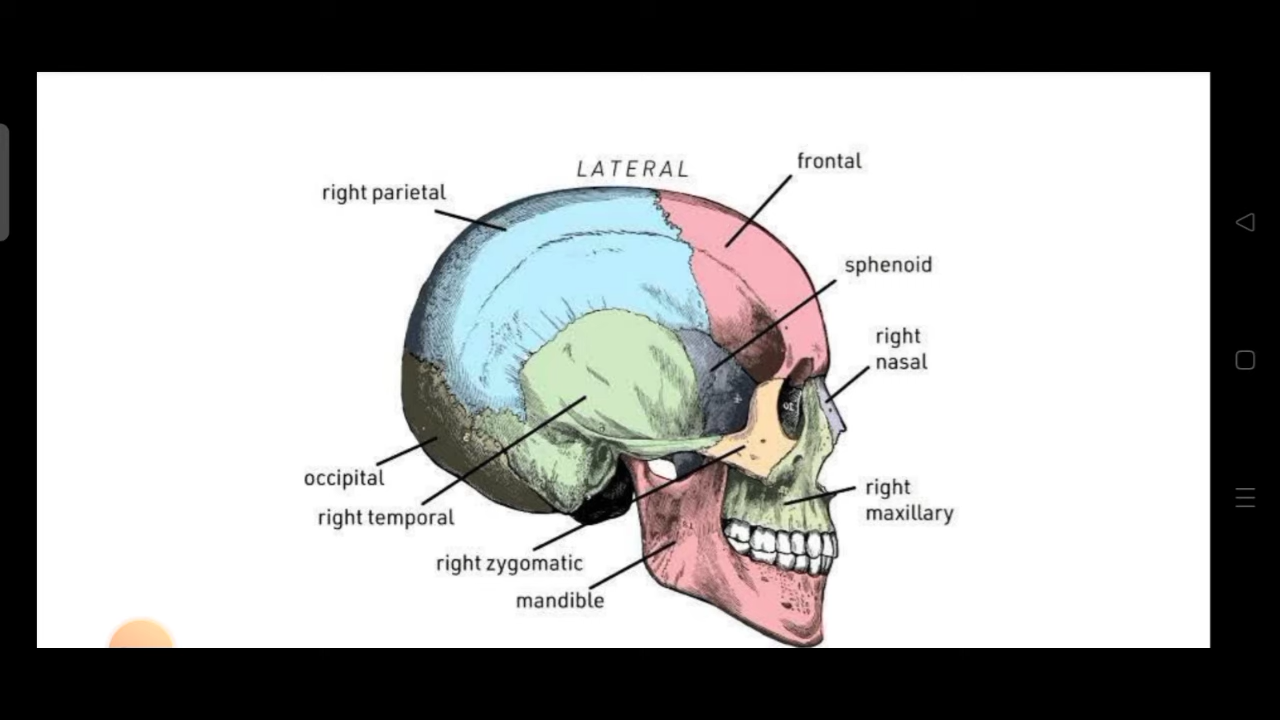 LATERAL
frontal
right parietal
sphenoid
right
nasal
occipital
right
maxillary
right temporal
right zygomatic
mandible